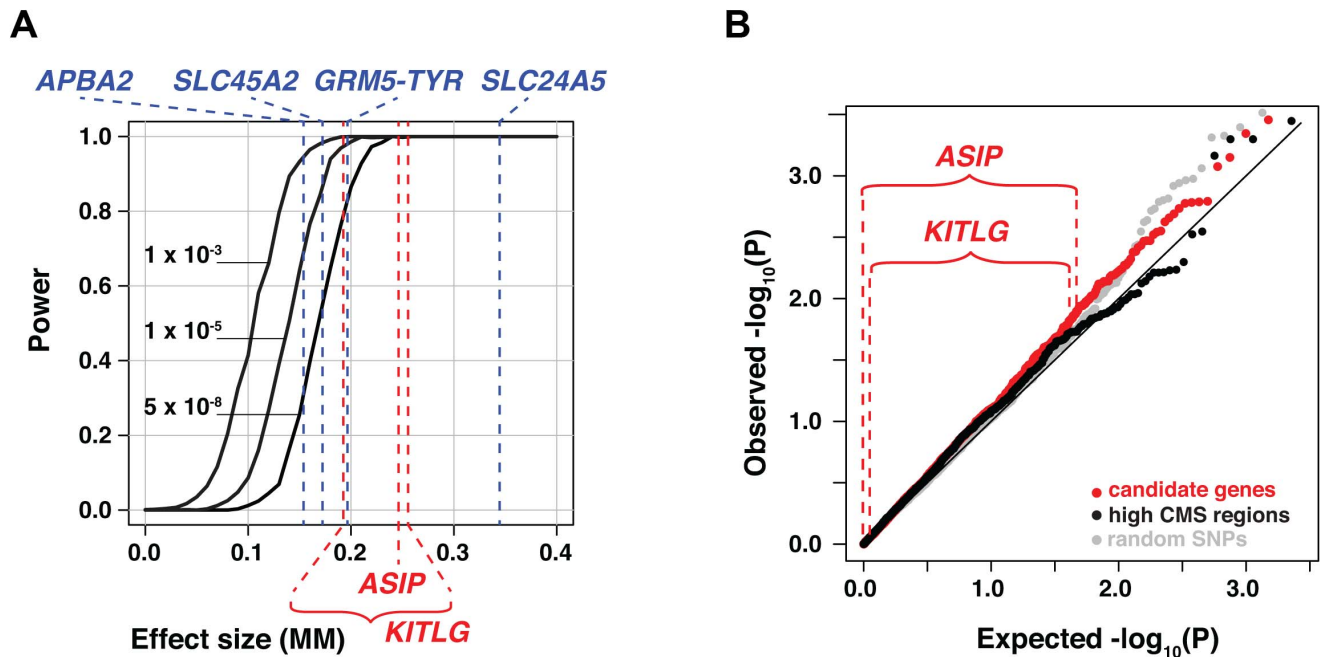 A
B
APBA2 SLC45A2 GRM5-TYR SLC24A5
1.0
0.8
0.6
0.4
0.2
0.0
Power
1 x 10-3
1 x 10-5
5 x 10-8
0.0 0.1 0.2 0.3 0.4
ASIP
KITLG
Effect size (MM)
ASIP
KITLG
3.0
2.0
1.0
0.0
Observed -log10(P)
candidate genes
high CMS regions
random SNPs
0.0 1.0 2.0 3.0
Expected -log10(P)